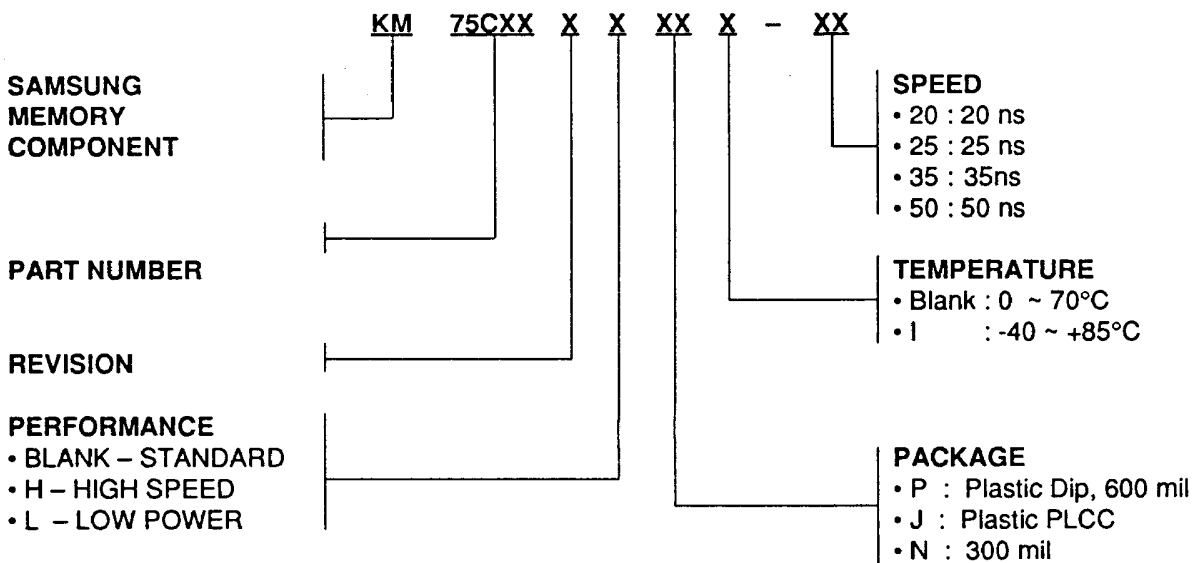 KM 75CXX X X XX X – XX
SAMSUNG
MEMORY
COMPONENT
PART NUMBER
REVISION
PERFORMANCE
• BLANK – STANDARD
• H – HIGH SPEED
• L – LOW POWER
SPEED
• 20 : 20 ns
• 25 : 25 ns
• 35 : 35ns
• 50 : 50 ns
TEMPERATURE
• Blank : 0 ~ 70°C
• I : -40 ~ +85°C
PACKAGE
• P : Plastic Dip, 600 mil
• J : Plastic PLCC
• N : 300 mil